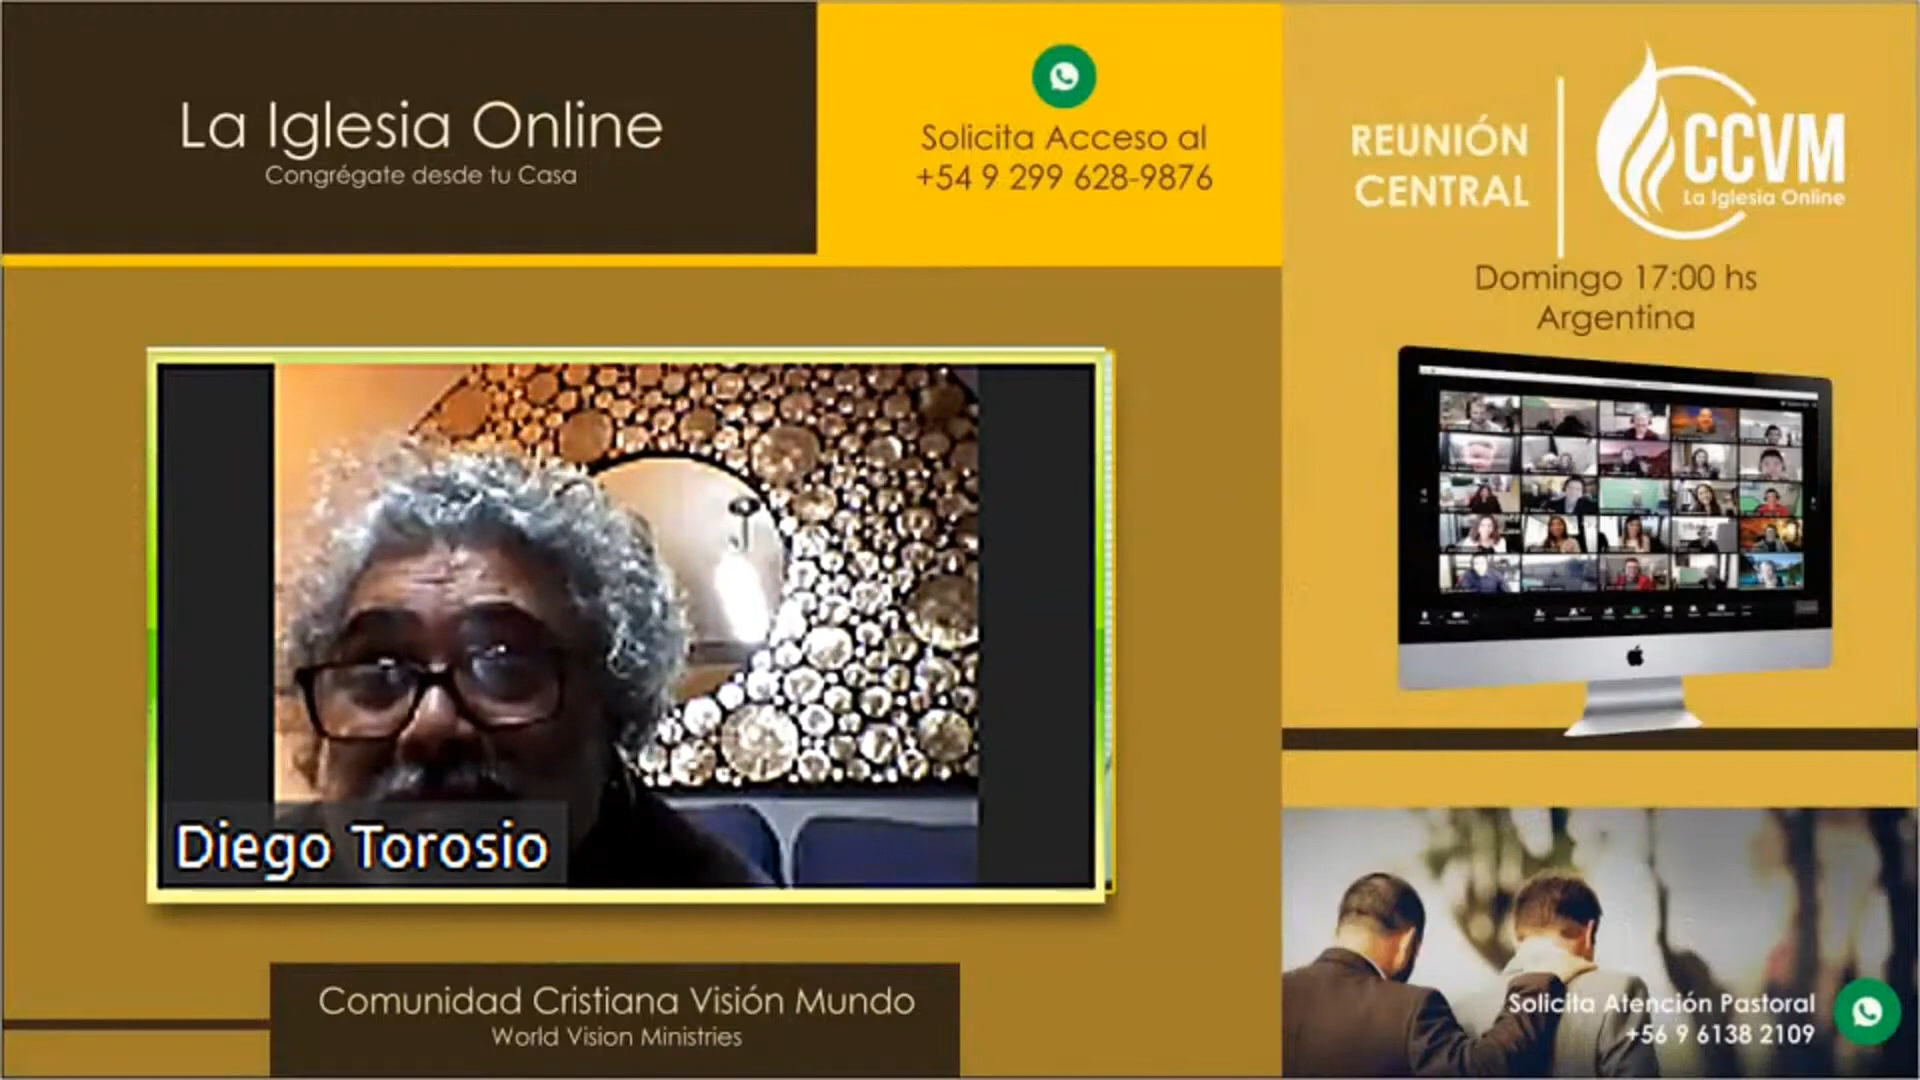 La Iglesia Online
Congrégate desde tu Casa
Solicita Acceso al
+54 9 299 628-9876
REUNIÓN
CENTRAL
CCVM
La Iglesia Online
Domingo 17:00 hs
Argentina
Diego Torosio
Comunidad Cristiana Visión Mundo
World Vision Ministries
Solicita Atención Pastoral
+56 9 6138 2109